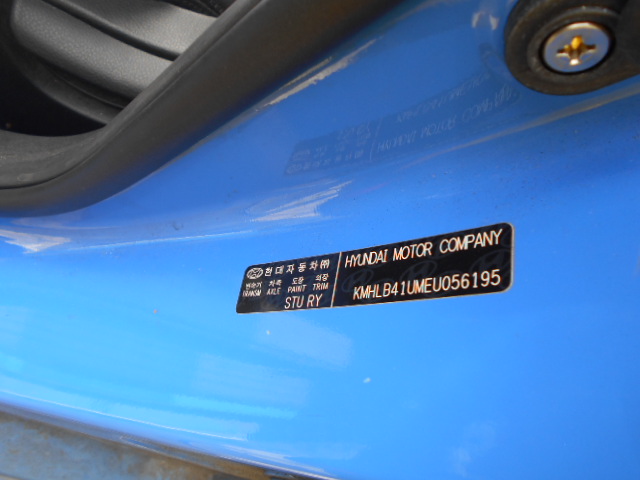 현대자동차㈜
변속기 차축 도장 의장
TRANSM AXLE PAINT TRIM
STU RY
HYUNDAI MOTOR COMPANY
KMHLB41UMEU056195